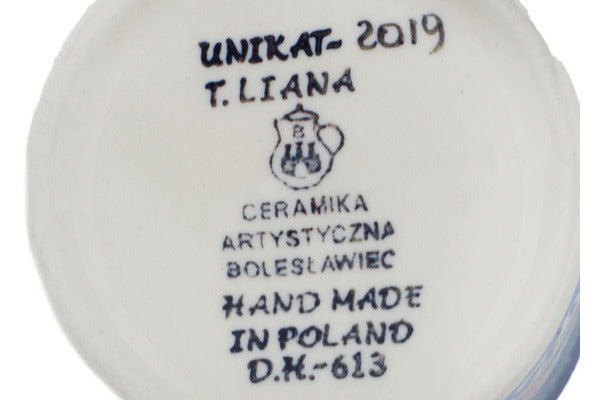 UNIKAT- 2019
T. LIANA
B
CERAMIKA
ARTYSTYCZNA
BOLESŁAWIEC
HAND MADE
IN POLAND
D.H.-613